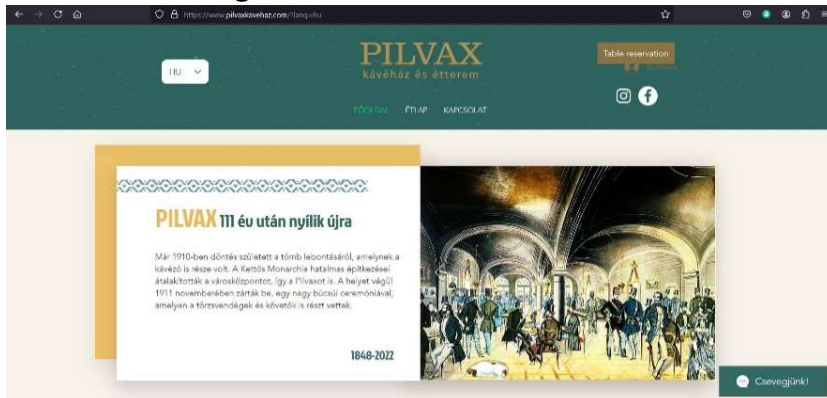 https://www.pilvaxkavehaz.com/?lang=hu
HU
PILVAX
kávéház és étterem
Table reservation
FŐOLDAL ÉTLAP KAPCSOLAT
PILVAX 111 év után nyílik újra
Már 1910-ben döntés született a tömb lebontásáról, amelynek a
kávézó is része volt. A Kettős Monarchia hatalmas építkezései
átalakították a városközpontot, így a Pilvaxot is. A helyet végül
1911 novemberében zárták be, egy nagy búcsúi ceremóniával,
amelyen a törzsvendégek és követők is részt vettek.
1848-2022
Csevegjünk!